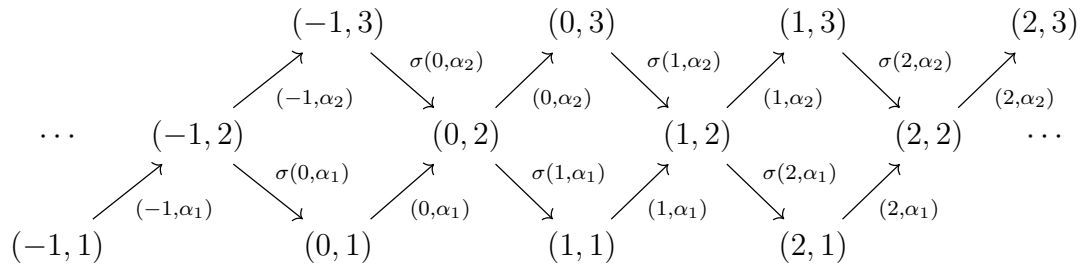 (−1, 3) (0, 3) (1, 3) (2, 3)
σ(0,α₂) σ(1,α₂) σ(2,α₂)
(−1,α₂) (0,α₂) (1,α₂) (2,α₂)
⋯ (−1, 2) (0, 2) (1, 2) (2, 2) ⋯
σ(0,α₁) σ(1,α₁) σ(2,α₁)
(−1,α₁) (0,α₁) (1,α₁) (2,α₁)
(−1, 1) (0, 1) (1, 1) (2, 1)